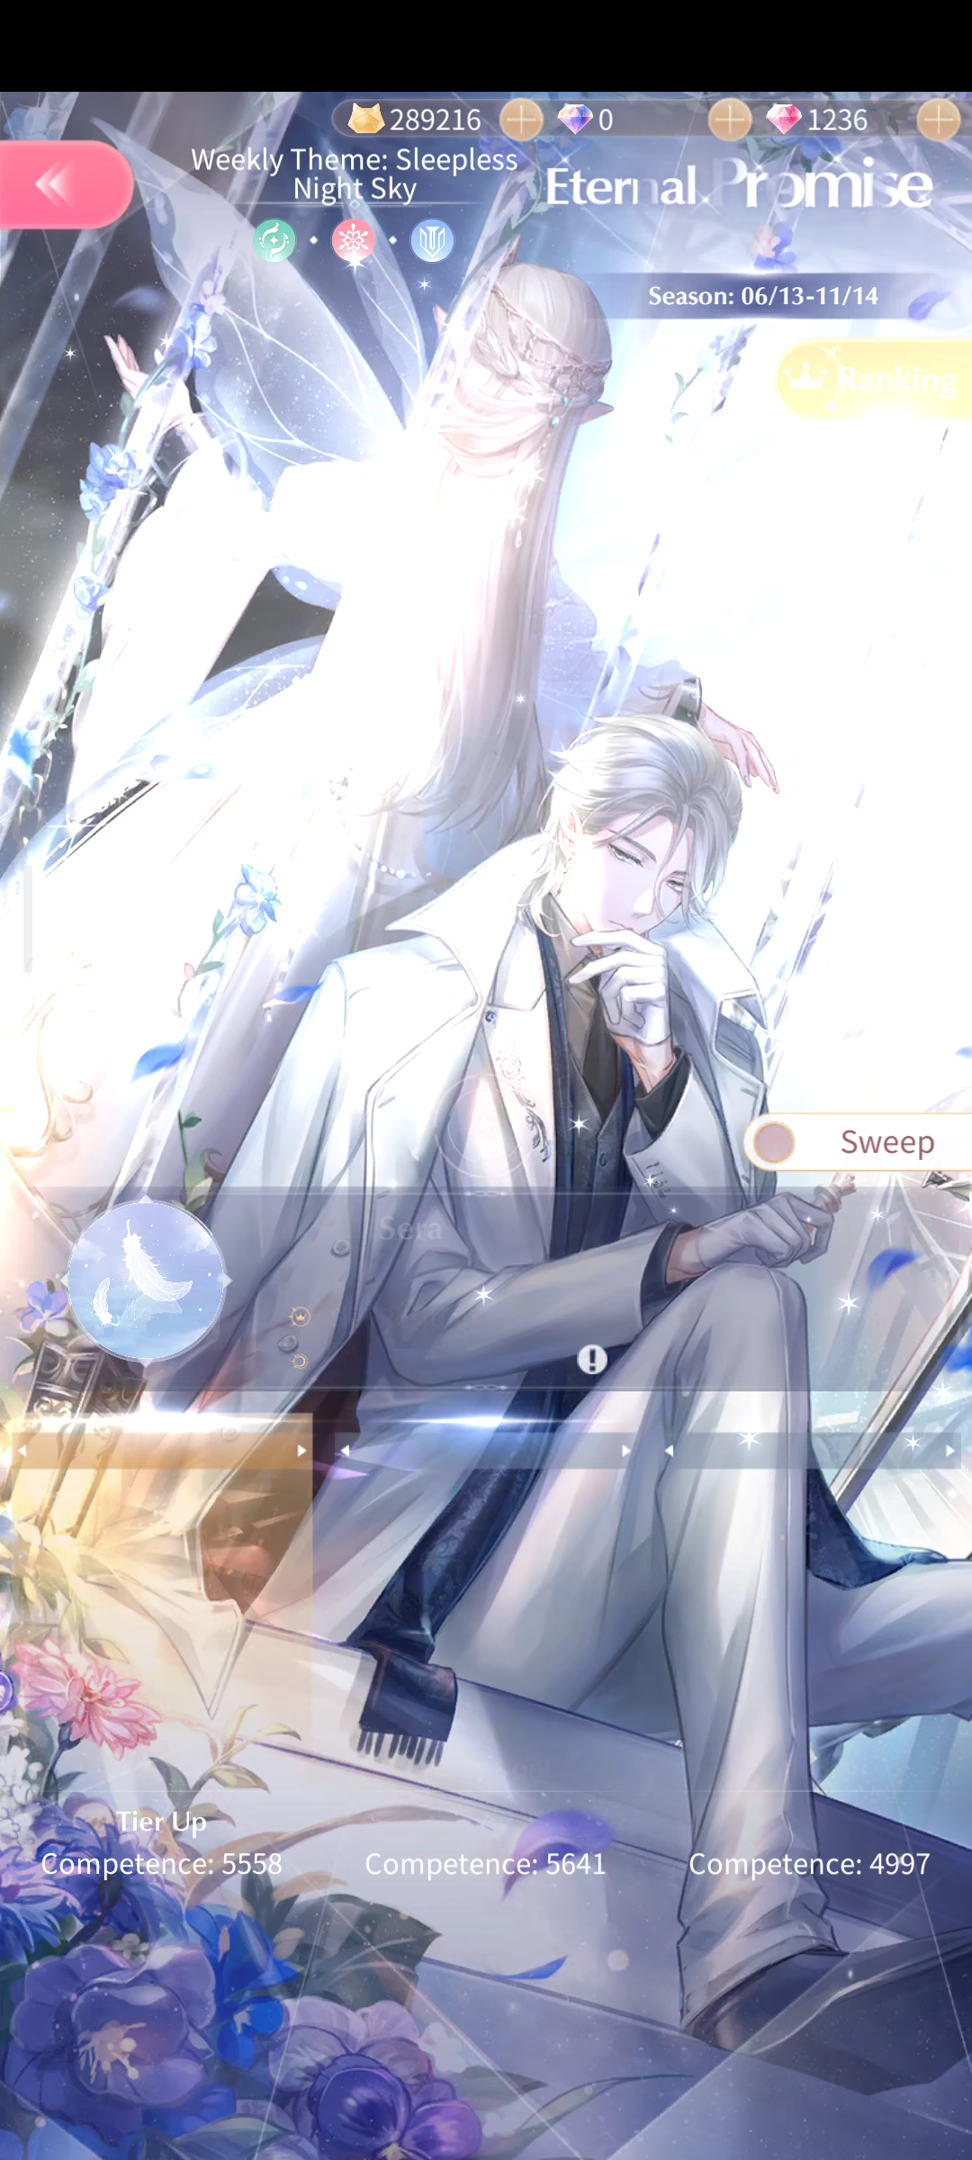 289216
0
1236
Weekly Theme: Sleepless
Night Sky
Eternal Promise
Season: 06/13-11/14
Ranking
Sweep
Sera
Tier Up
Competence: 5558
Competence: 5641
Competence: 4997